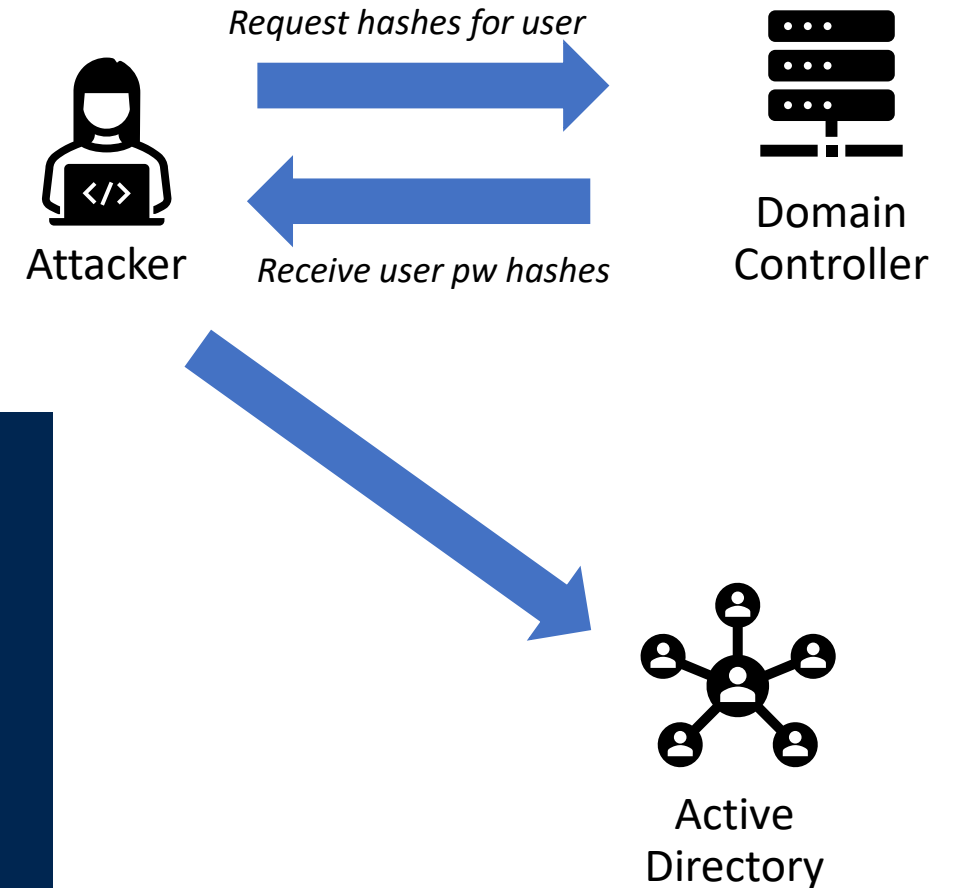 Request hashes for user
</>
Attacker
Receive user pw hashes
Domain
Controller
Active
Directory